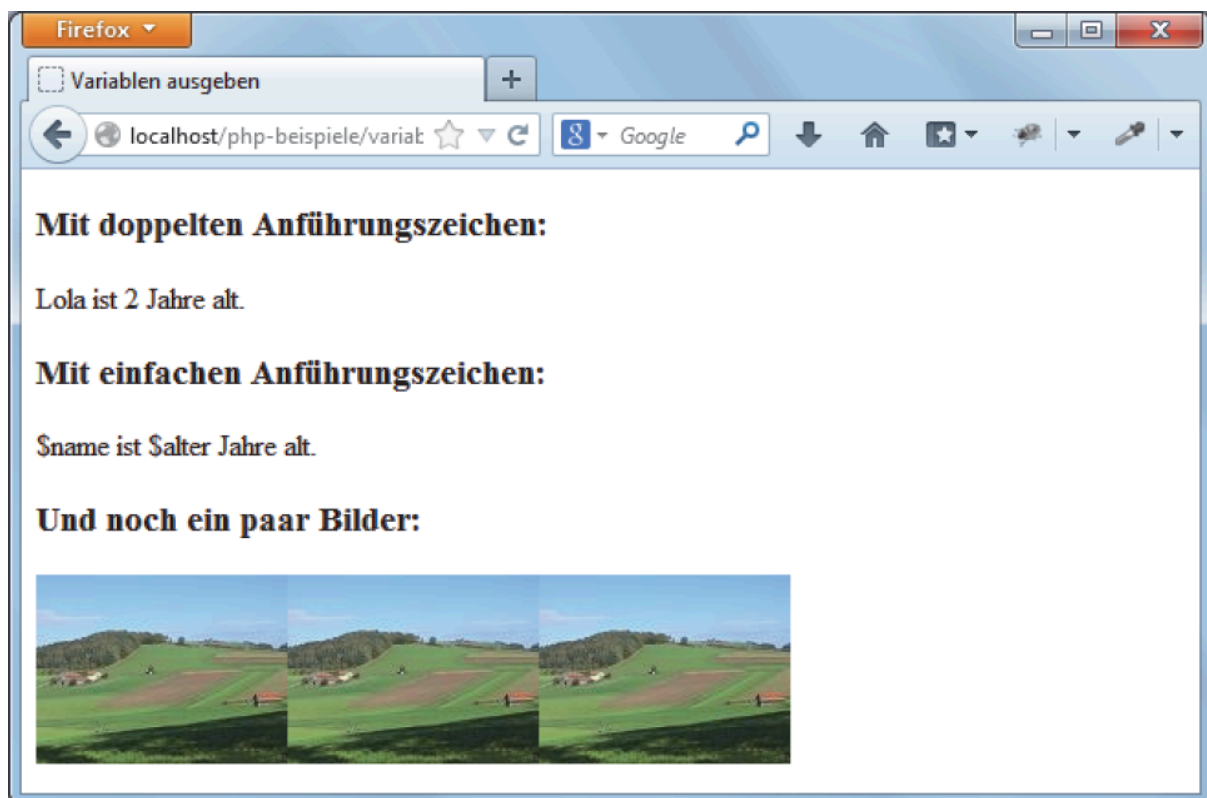 Firefox
Variablen ausgeben
localhost/php-beispiele/variab
Google
Mit doppelten Anführungszeichen:
Lola ist 2 Jahre alt.
Mit einfachen Anführungszeichen:
$name ist $alter Jahre alt.
Und noch ein paar Bilder: